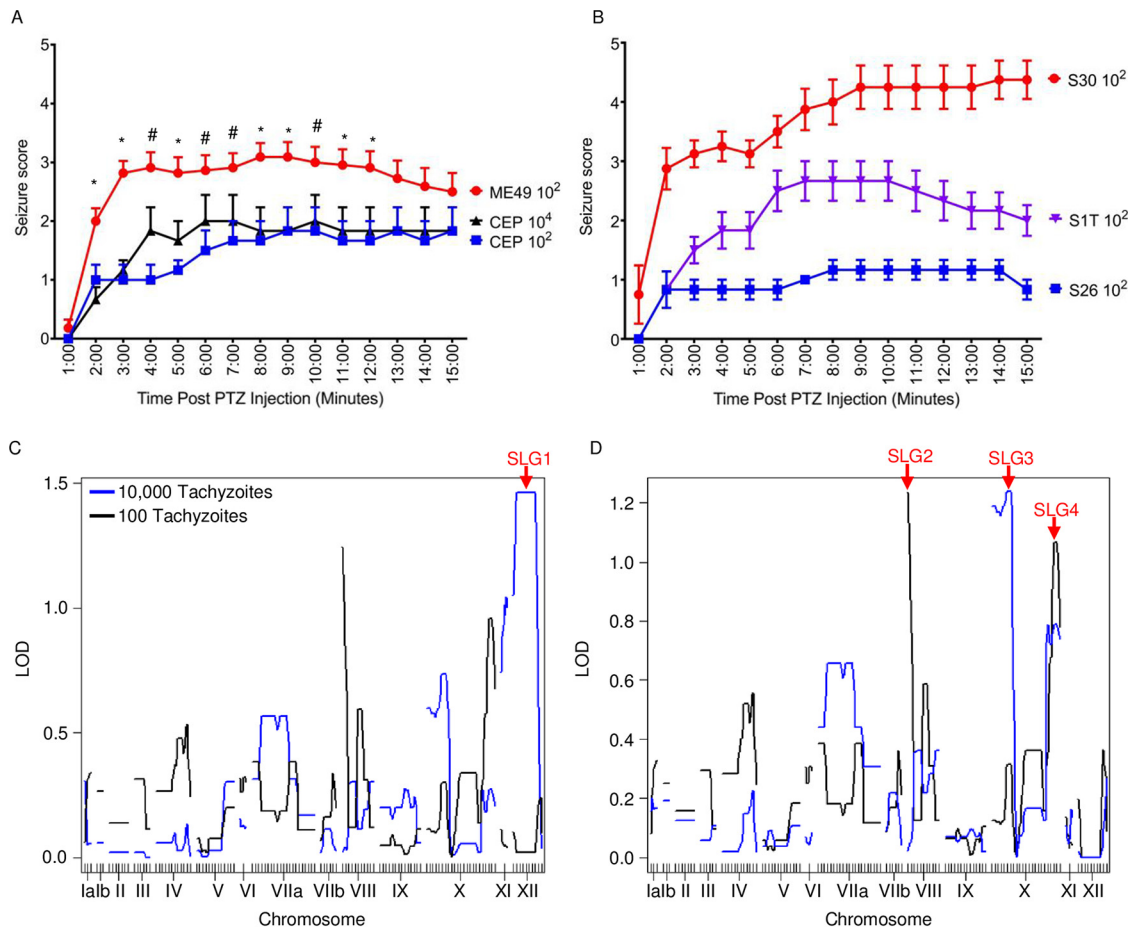 A
5
4
3
2
1
0
Seizure score
* * # * # # * * # * *
ME49 10²
CEP 10⁴
CEP 10²
1:00 2:00 3:00 4:00 5:00 6:00 7:00 8:00 9:00 10:00 11:00 12:00 13:00 14:00 15:00
Time Post PTZ Injection (Minutes)
B
5
4
3
2
1
0
Seizure score
S30 10²
S1T 10²
S26 10²
1:00 2:00 3:00 4:00 5:00 6:00 7:00 8:00 9:00 10:00 11:00 12:00 13:00 14:00 15:00
Time Post PTZ Injection (Minutes)
C
SLG1
10,000 Tachyzoites
100 Tachyzoites
1.5
1.0
0.5
0.0
LOD
Ia Ib II III IV V VI VIIa VIIb VIII IX X XI XII
Chromosome
D
SLG2
SLG3
SLG4
1.2
1.0
0.8
0.6
0.4
0.2
0.0
LOD
Ia Ib II III IV V VI VIIa VIIb VIII IX X XI XII
Chromosome